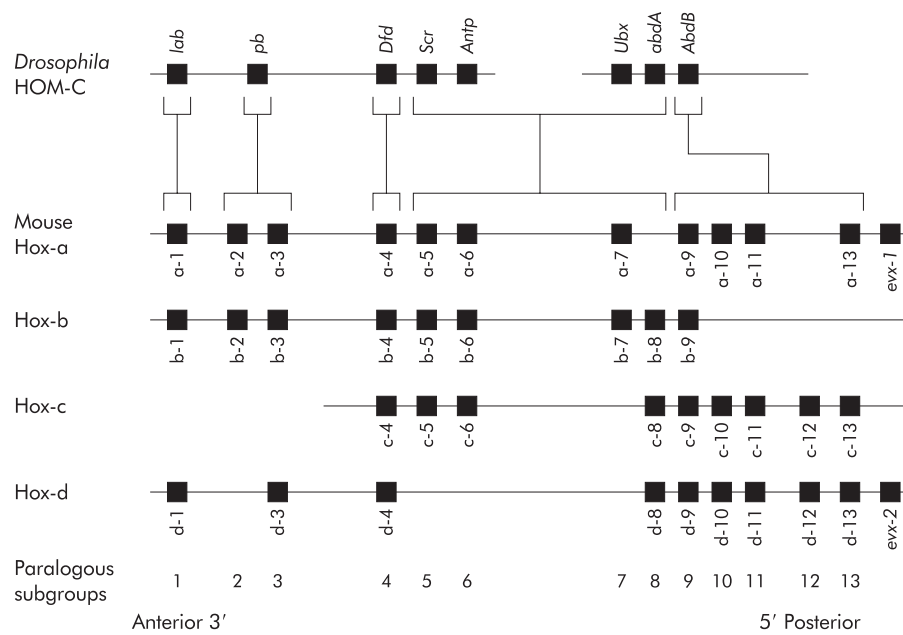 lab pb Dfd Scr Antp Ubx abdA AbdB
Drosophila
HOM-C
Mouse
Hox-a
a-1 a-2 a-3 a-4 a-5 a-6 a-7 a-9 a-10 a-11 a-13 evx-1
Hox-b
b-1 b-2 b-3 b-4 b-5 b-6 b-7 b-8 b-9
Hox-c
c-4 c-5 c-6 c-8 c-9 c-10 c-11 c-12 c-13
Hox-d
d-1 d-3 d-4 d-8 d-9 d-10 d-11 d-12 d-13 evx-2
Paralogous
subgroups
1 2 3 4 5 6 7 8 9 10 11 12 13
Anterior 3′ 5′ Posterior